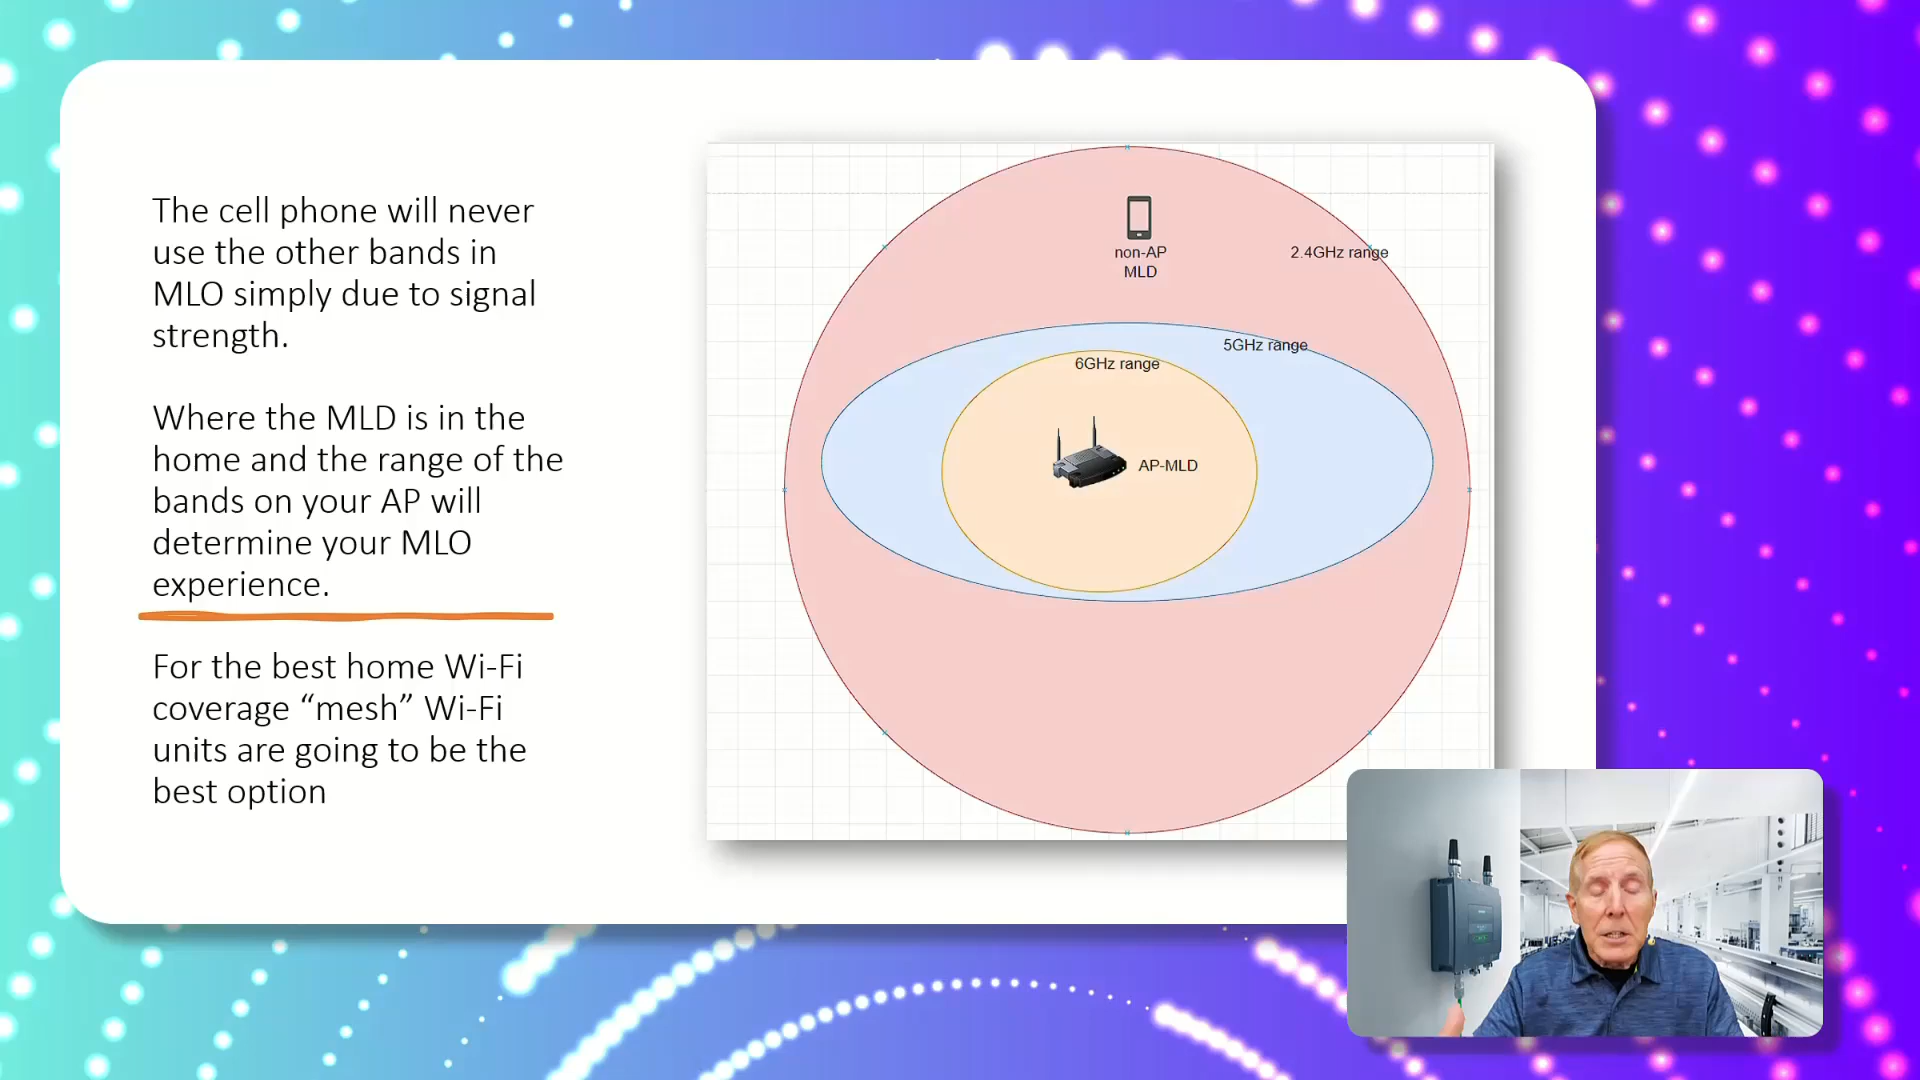 The cell phone will never
use the other bands in
MLO simply due to signal
strength.
Where the MLD is in the
home and the range of the
bands on your AP will
determine your MLO
experience.
For the best home Wi-Fi
coverage “mesh” Wi-Fi
units are going to be the
best option
non-AP
MLD
2.4GHz range
5GHz range
6GHz range
AP-MLD